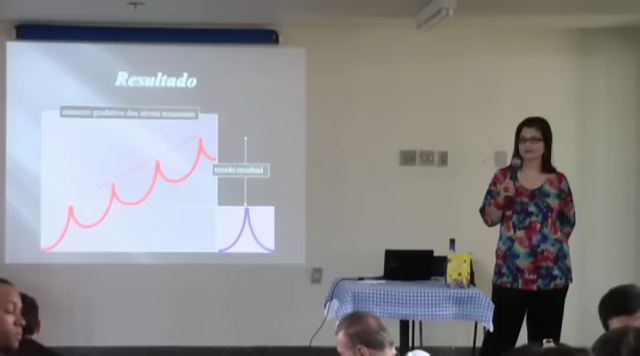 Resultado
aumento gradativo dos níveis tensionais
tensão residual